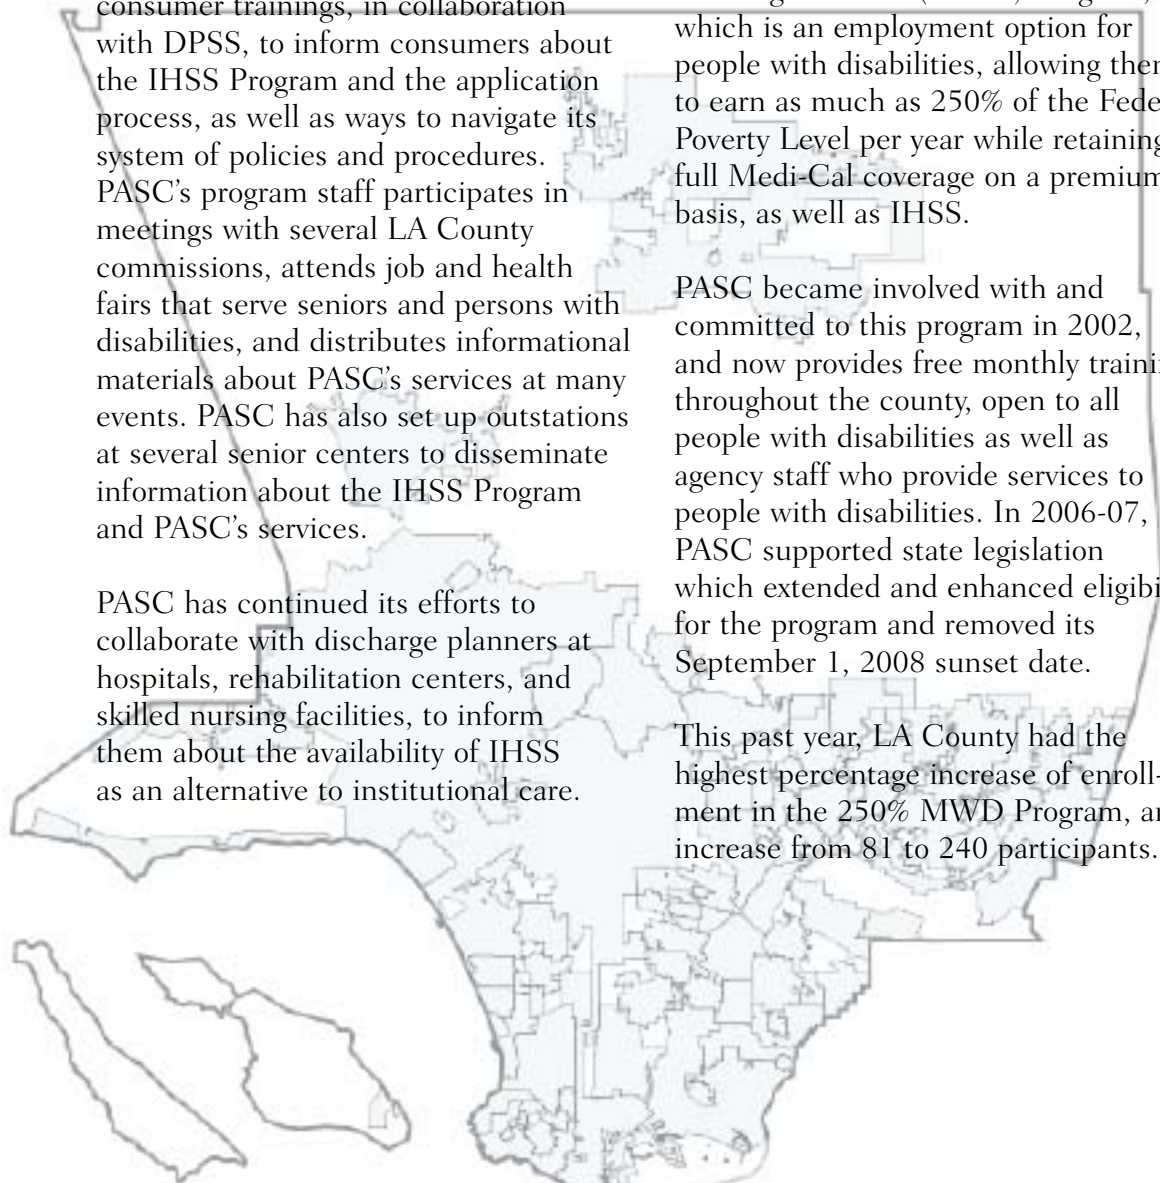 consumer trainings, in collaboration
with DPSS, to inform consumers about
the IHSS Program and the application
process, as well as ways to navigate its
system of policies and procedures.
PASC’s program staff participates in
meetings with several LA County
commissions, attends job and health
fairs that serve seniors and persons with
disabilities, and distributes informational
materials about PASC’s services at many
events. PASC has also set up outstations
at several senior centers to disseminate
information about the IHSS Program
and PASC’s services.
PASC has continued its efforts to
collaborate with discharge planners at
hospitals, rehabilitation centers, and
skilled nursing facilities, to inform
them about the availability of IHSS
as an alternative to institutional care.
which is an employment option for
people with disabilities, allowing them
to earn as much as 250% of the Fede
Poverty Level per year while retaining
full Medi-Cal coverage on a premium
basis, as well as IHSS.
PASC became involved with and
committed to this program in 2002,
and now provides free monthly traini
throughout the county, open to all
people with disabilities as well as
agency staff who provide services to
people with disabilities. In 2006-07,
PASC supported state legislation
which extended and enhanced eligibi
for the program and removed its
September 1, 2008 sunset date.
This past year, LA County had the
highest percentage increase of enroll-
ment in the 250% MWD Program, an
increase from 81 to 240 participants.